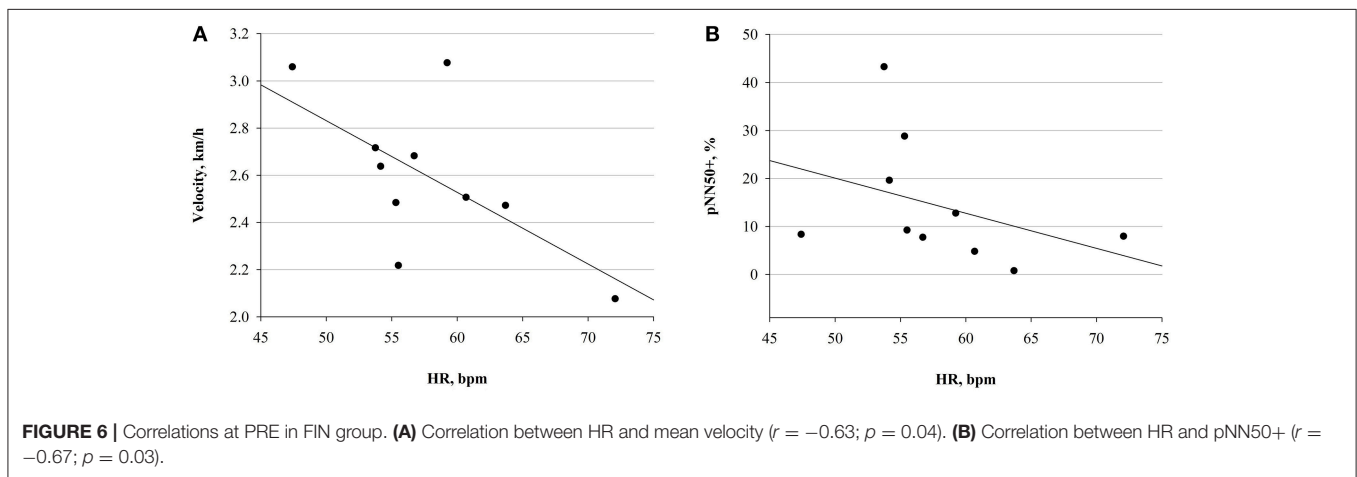 A
3.2
3.0
2.8
2.6
2.4
2.2
2.0
Velocity, km/h
45 50 55 60 65 70 75
HR, bpm
B
50
40
30
20
10
0
pNN50+, %
45 50 55 60 65 70 75
HR, bpm
FIGURE 6 | Correlations at PRE in FIN group. (A) Correlation between HR and mean velocity (r = −0.63; p = 0.04). (B) Correlation between HR and pNN50+ (r =
−0.67; p = 0.03).